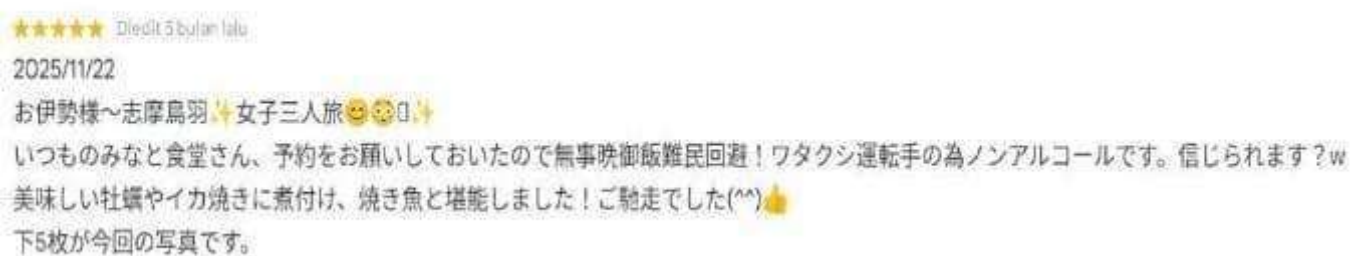 ★★★★★ Diedit 5 bulan lalu
2025/11/22
お伊勢様～志摩鳥羽✨女子三人旅😊😳▯✨
いつものみなと食堂さん、予約をお願いしておいたので無事晩御飯難民回避！ワタクシ運転手の為ノンアルコールです。信じられます？w
美味しい牡蠣やイカ焼きに煮付け、焼き魚と堪能しました！ご馳走でした(^^)👍
下5枚が今回の写真です。